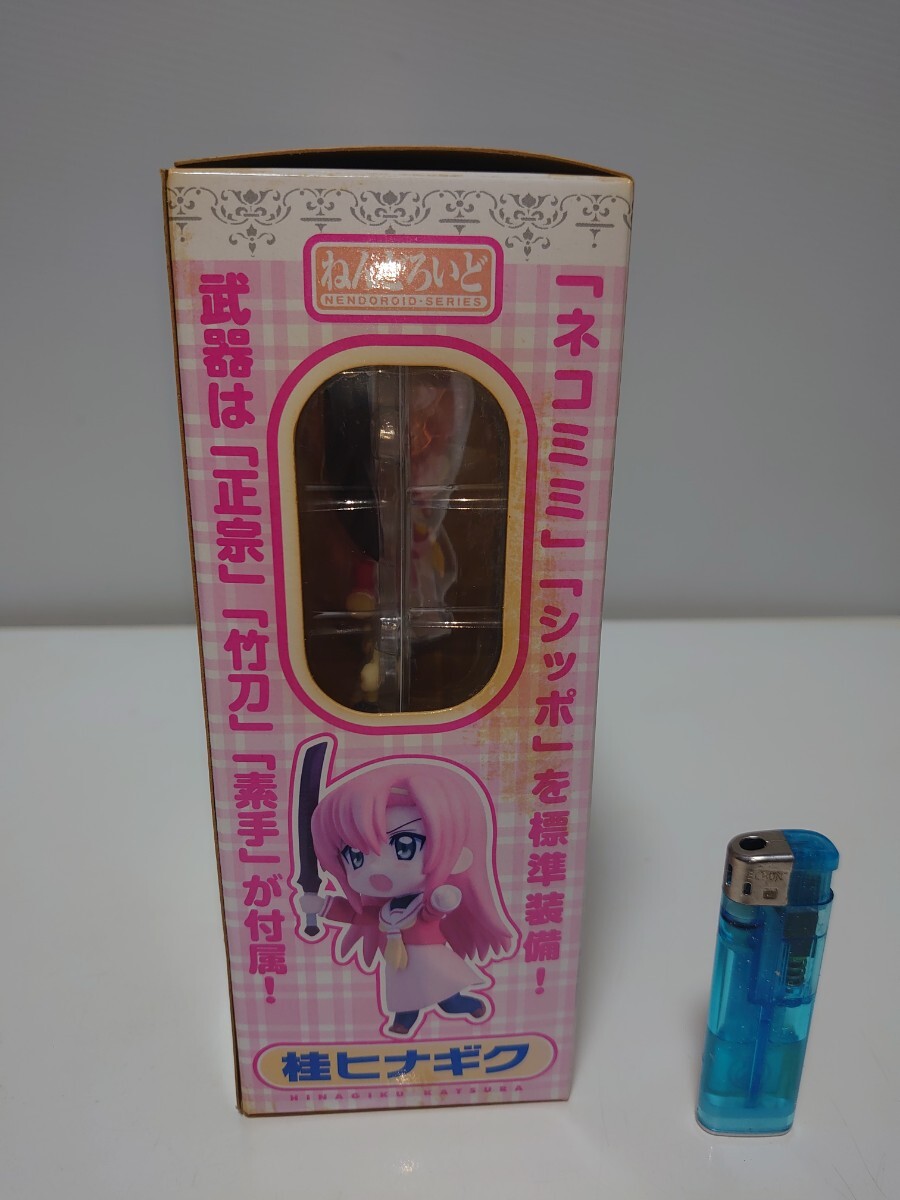 ねんどろいど
NENDOROID-SERIES
「ネコミミ」「シッポ」を標準装備！
武器は「正宗」「竹刀」「素手」が付属！
桂ヒナギク
HINAGIKU KATSURA